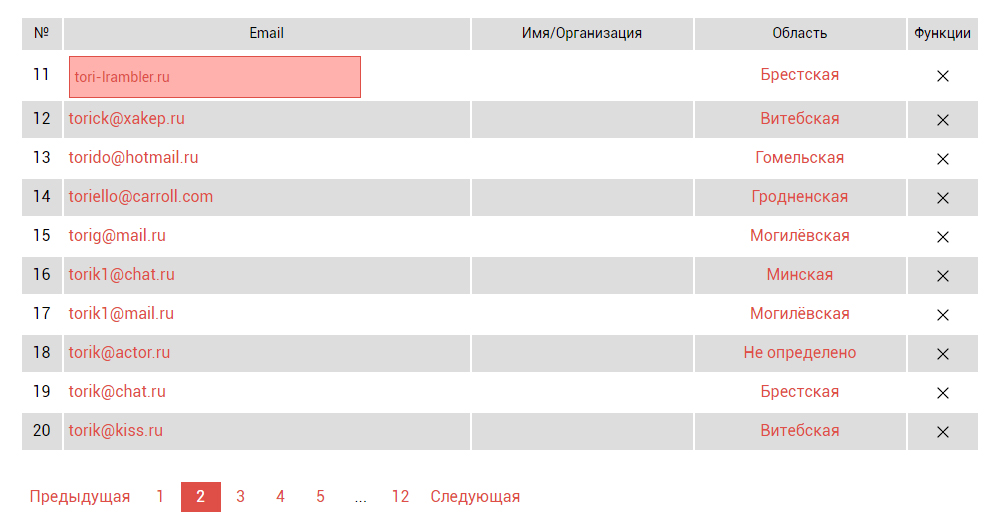 № Email Имя/Организация Область Функции
11 tori-lrambler.ru Брестская
12 torick@xakep.ru Витебская
13 torido@hotmail.ru Гомельская
14 toriello@carroll.com Гродненская
15 torig@mail.ru Могилёвская
16 torik1@chat.ru Минская
17 torik1@mail.ru Могилёвская
18 torik@actor.ru Не определено
19 torik@chat.ru Брестская
20 torik@kiss.ru Витебская
Предыдущая 1 2 3 4 5 ... 12 Следующая